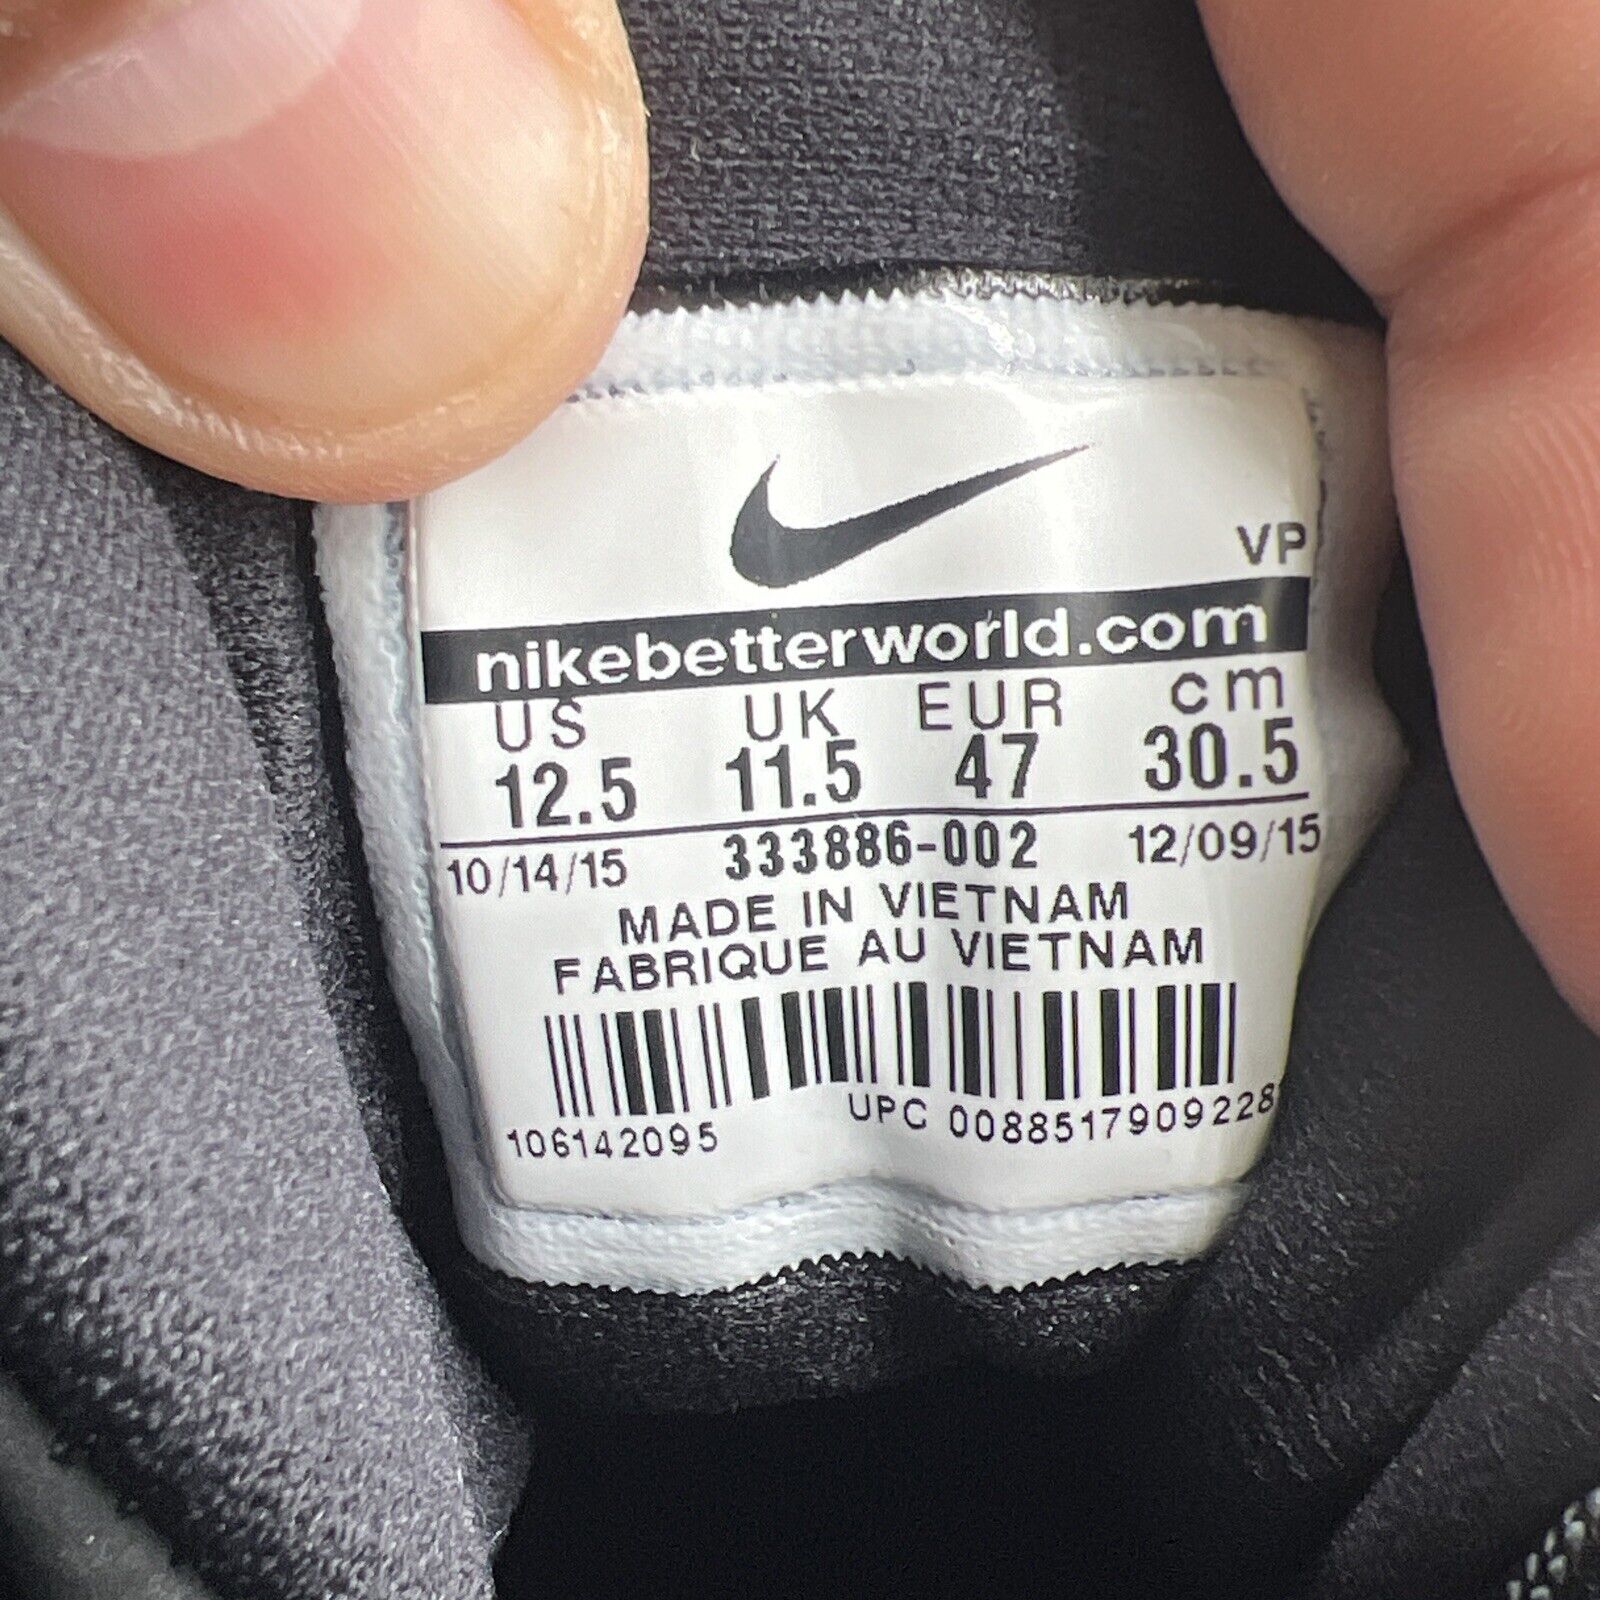 VP
nikebetterworld.com
US UK EUR cm
12.5 11.5 47 30.5
10/14/15 333886-002 12/09/15
MADE IN VIETNAM
FABRIQUE AU VIETNAM
106142095 UPC 0088517909228